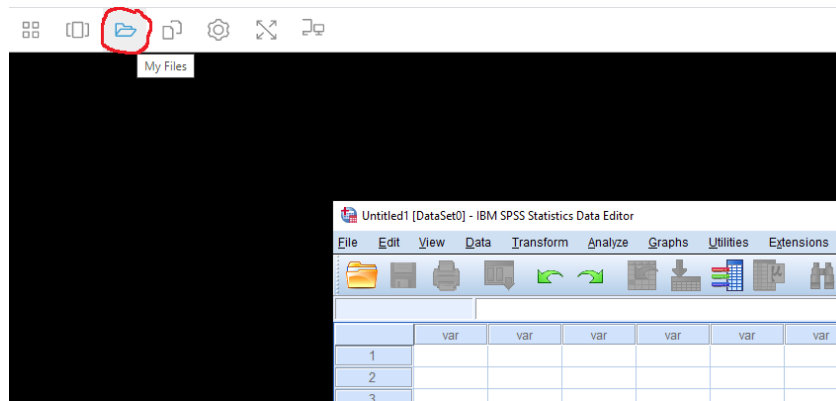 My Files
Untitled1 [DataSet0] - IBM SPSS Statistics Data Editor
File Edit View Data Transform Analyze Graphs Utilities Extensions
var var var var var var
1
2
3